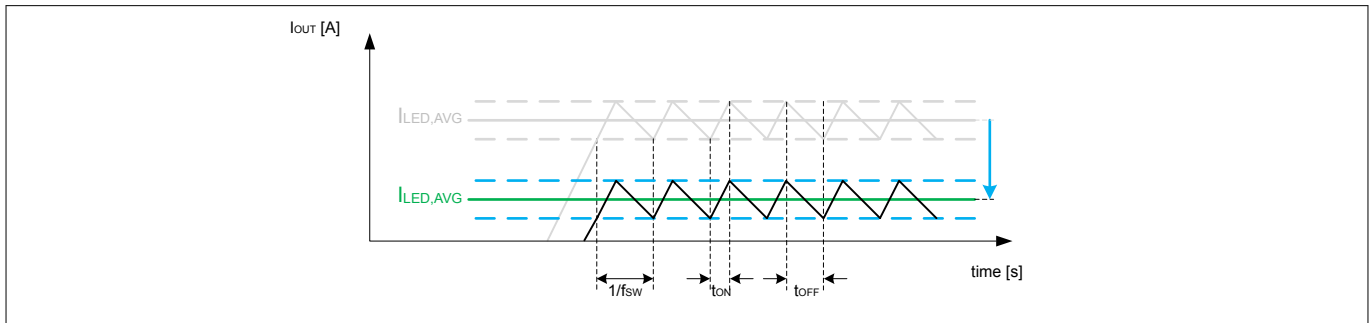 IOUT [A]
ILED,AVG
ILED,AVG
time [s]
1/fSW
tON
tOFF